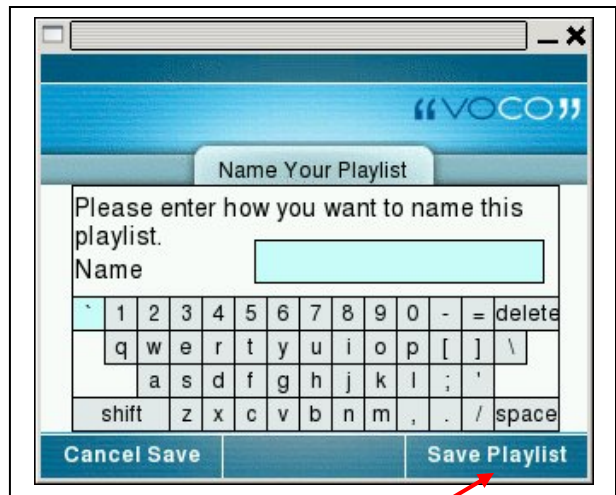 “VOCO”
Name Your Playlist
Please enter how you want to name this
playlist.
Name
` 1 2 3 4 5 6 7 8 9 0 - = delete
q w e r t y u i o p [ ] \
a s d f g h j k l ; '
shift z x c v b n m , . / space
Cancel Save Save Playlist